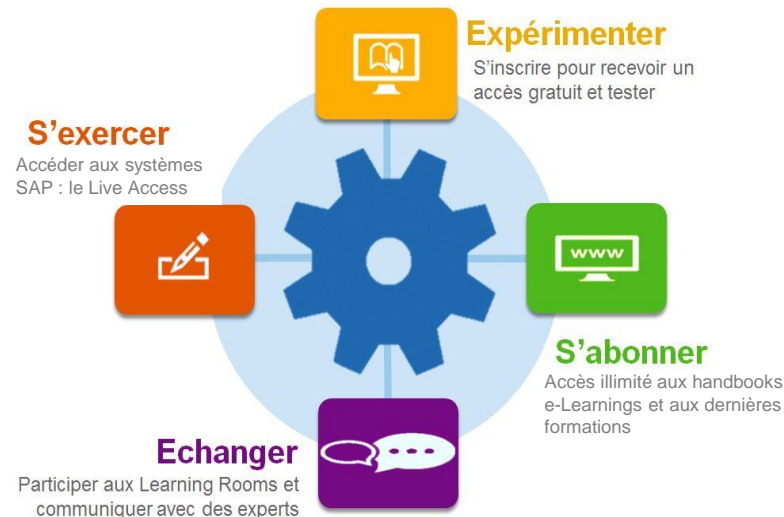 Expérimenter
S'inscrire pour recevoir un
accès gratuit et tester
S'exercer
Accéder aux systèmes
SAP : le Live Access
www
S'abonner
Accès illimité aux handbooks
e-Learnings et aux dernières
formations
Echanger
Participer aux Learning Rooms et
communiquer avec des experts